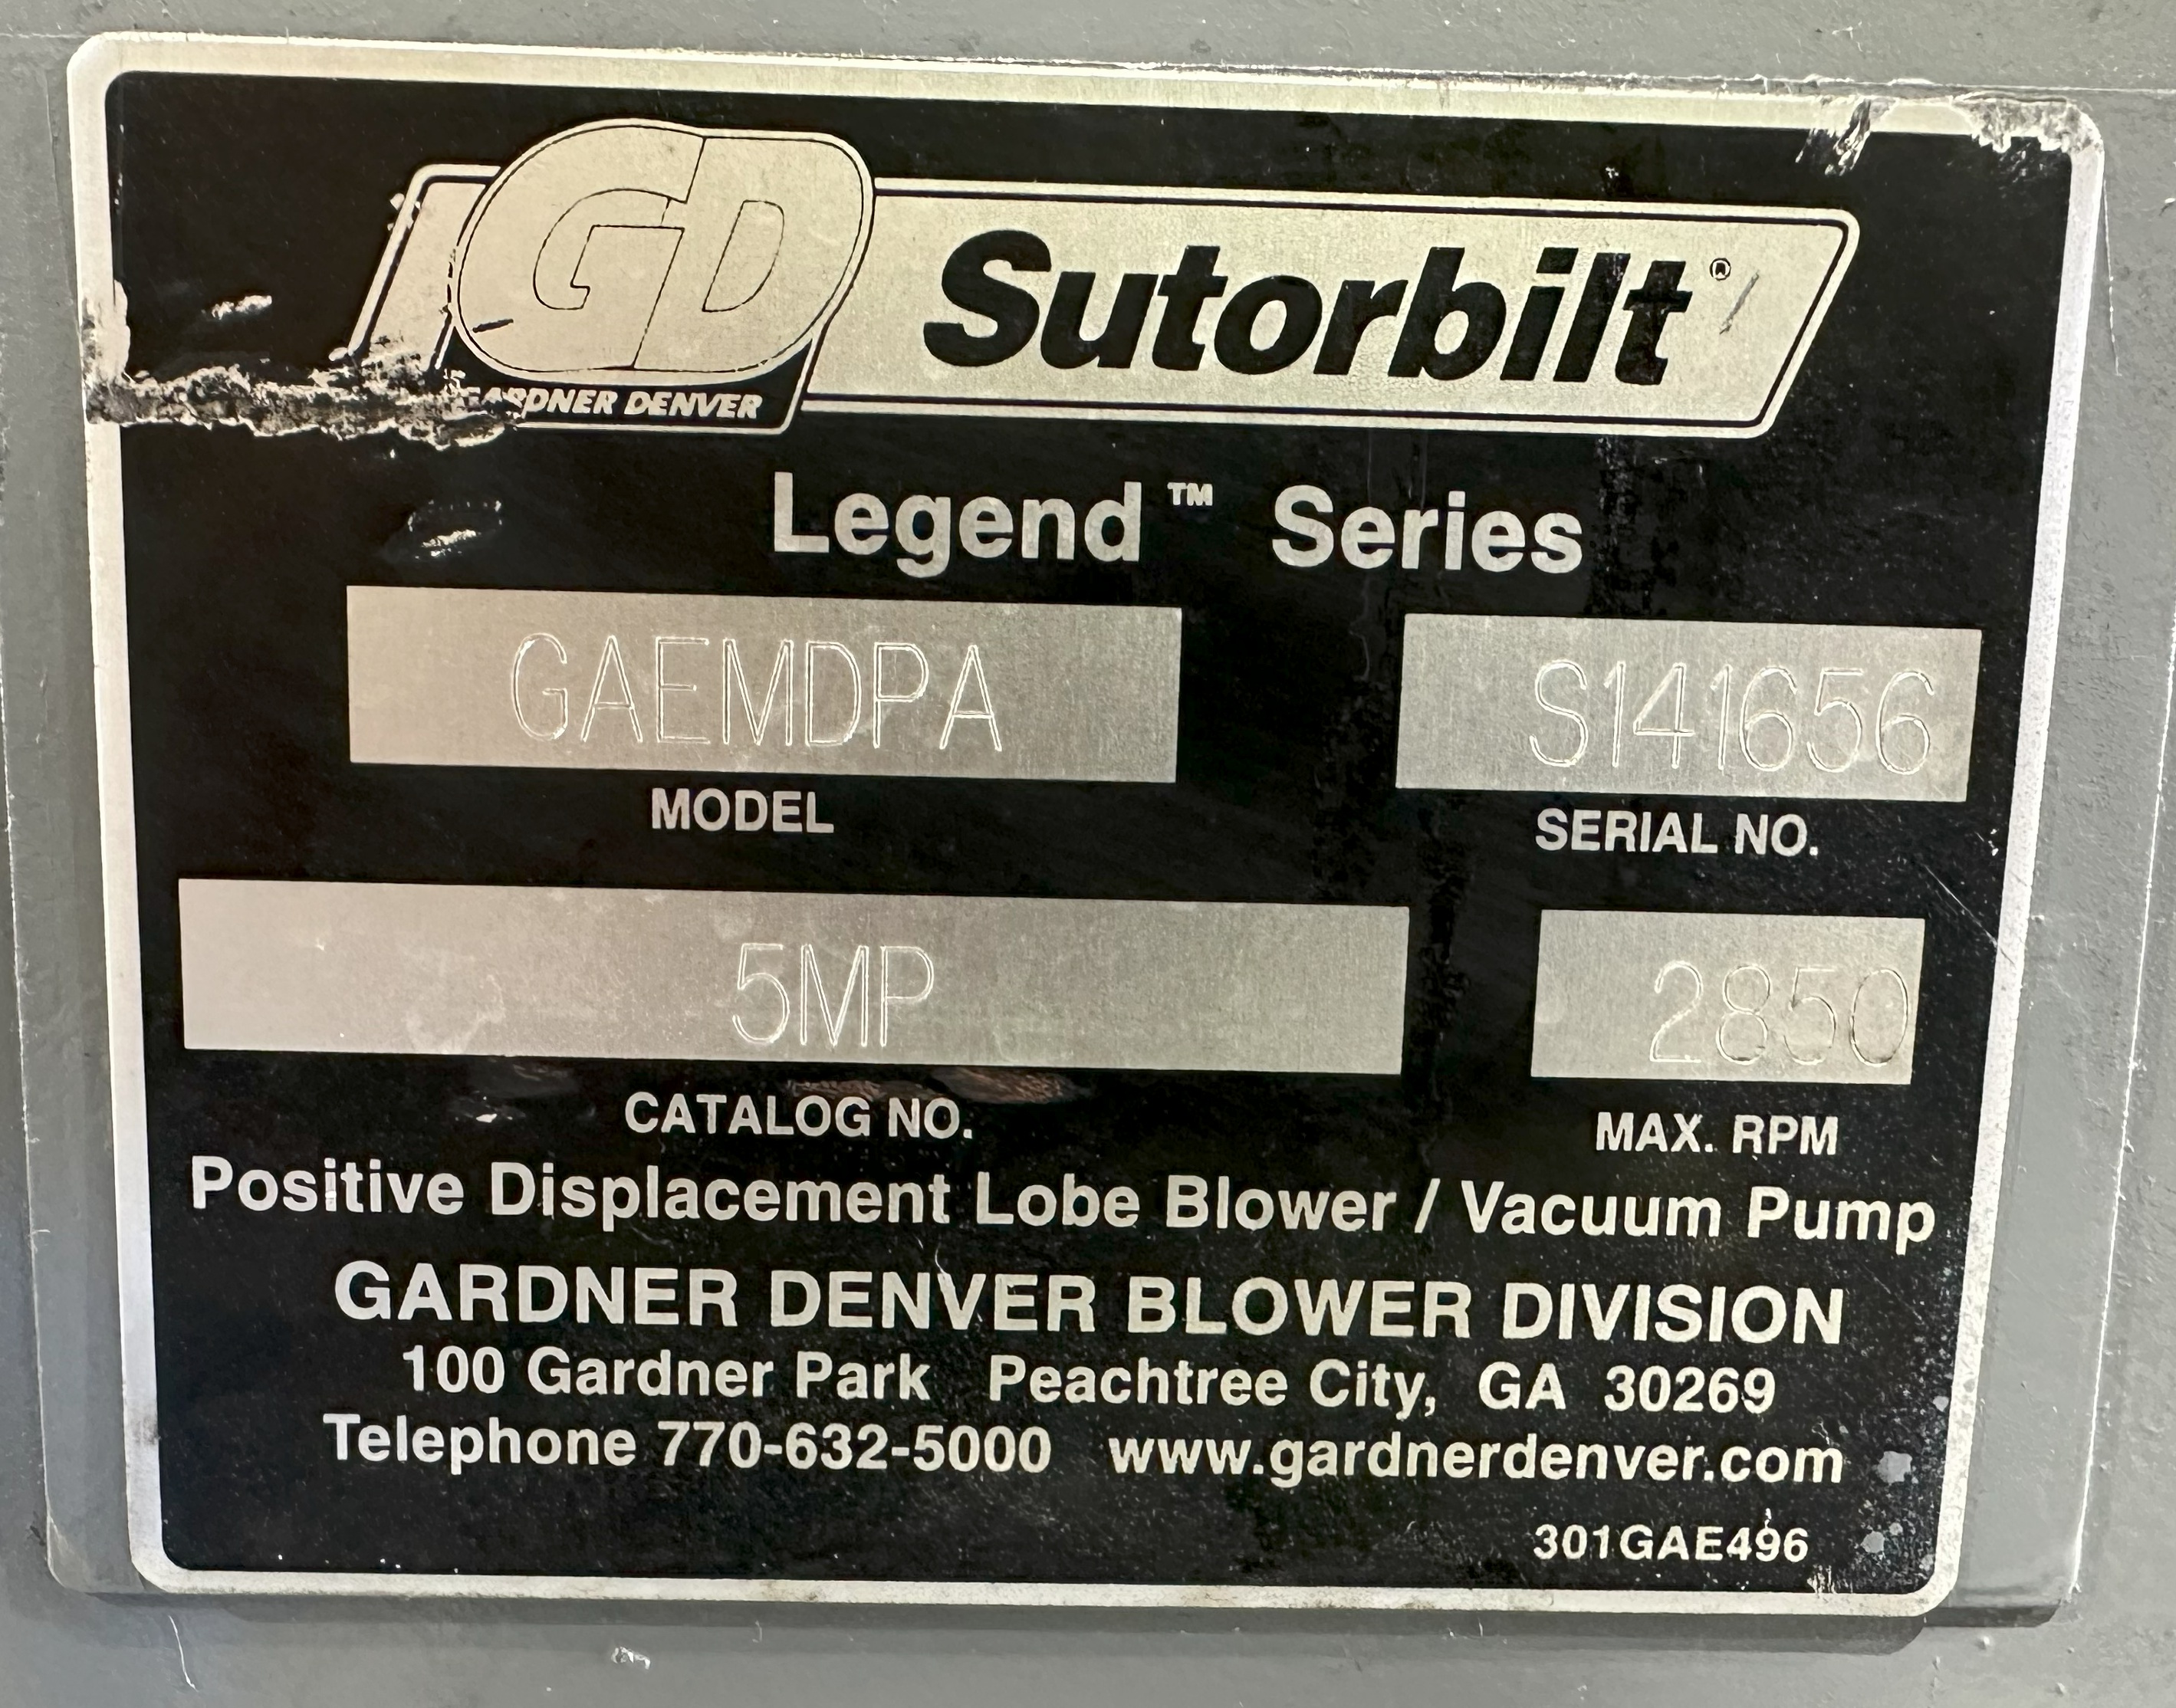 GD Sutorbilt®
GARDNER DENVER
Legend™ Series
GAEMDPA S141656
MODEL SERIAL NO.
5MP 2850
CATALOG NO. MAX. RPM
Positive Displacement Lobe Blower / Vacuum Pump
GARDNER DENVER BLOWER DIVISION
100 Gardner Park Peachtree City, GA 30269
Telephone 770-632-5000 www.gardnerdenver.com
301GAE496